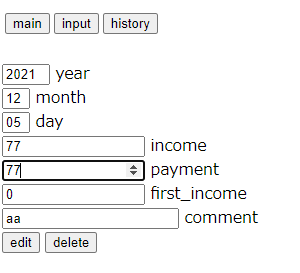 main input history
2021 year
12 month
05 day
77 income
77 payment
0 first_income
aa comment
edit delete